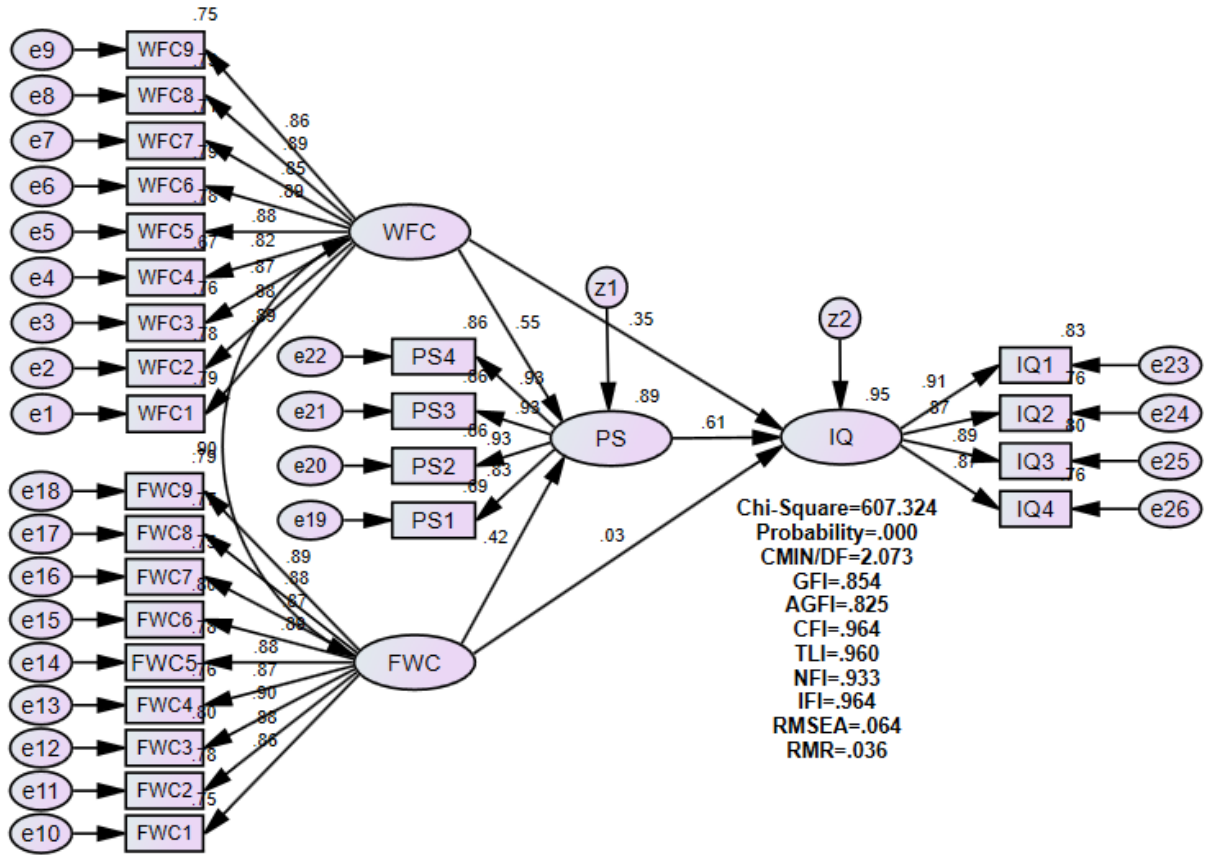 .75
e9 WFC9
e8 WFC8
e7 WFC7
e6 WFC6
.78
e5 WFC5
.67
e4 WFC4
.76
e3 WFC3
.78
e2 WFC2
.79
e1 WFC1
.86
.89
.85
.89
.88
.82
.87
.88
.89
WFC
.90
.79
e18 FWC9
e17 FWC8
e16 FWC7
.80
e15 FWC6
.78
e14 FWC5
.76
e13 FWC4
.80
e12 FWC3
.78
e11 FWC2
.75
e10 FWC1
.89
.88
.87
.88
.87
.90
.88
.86
FWC
.86
e22 PS4
.86
e21 PS3
.86
e20 PS2
.69
e19 PS1
.93
.93
.93
.83
.55
.42
z1
.89
PS
.35
.61
.03
z2
.95
IQ
.91
.87
.89
.87
.83
IQ1 e23
.76
IQ2 e24
.80
IQ3 e25
.76
IQ4 e26
Chi-Square=607.324
Probability=.000
CMIN/DF=2.073
GFI=.854
AGFI=.825
CFI=.964
TLI=.960
NFI=.933
IFI=.964
RMSEA=.064
RMR=.036